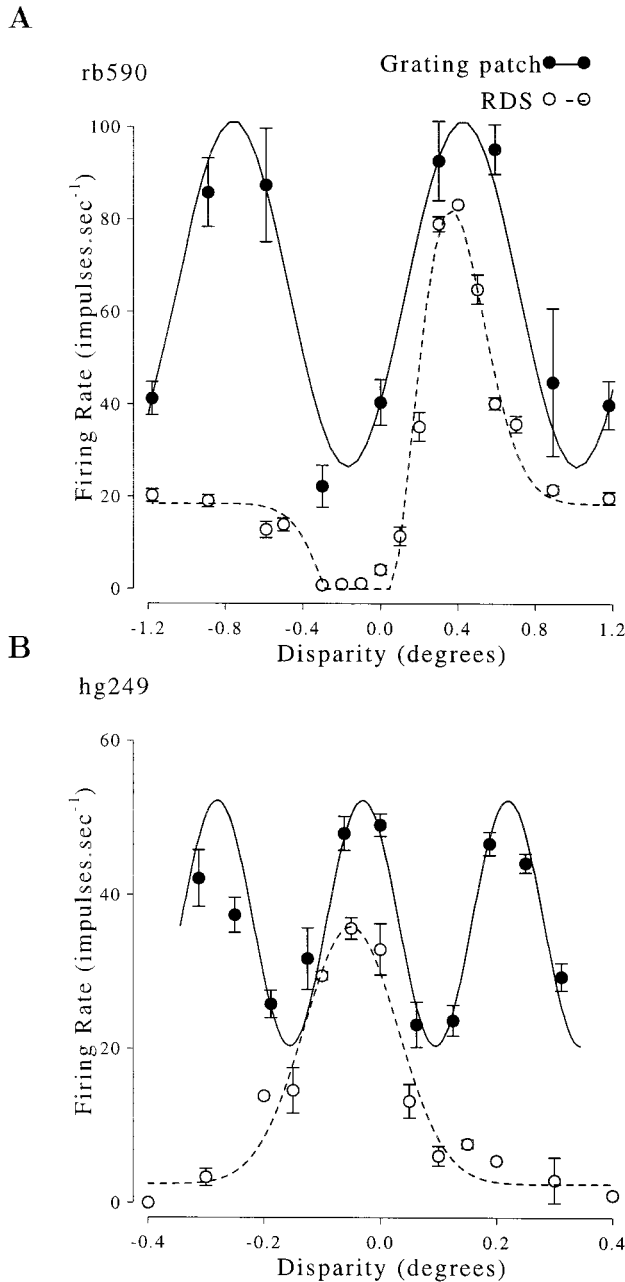 A
rb590
Grating patch
RDS
100
80
60
40
20
0
Firing Rate (impulses.sec⁻¹)
-1.2 -0.8 -0.4 0.0 0.4 0.8 1.2
Disparity (degrees)
B
hg249
60
40
20
0
Firing Rate (impulses.sec⁻¹)
-0.4 -0.2 0.0 0.2 0.4
Disparity (degrees)